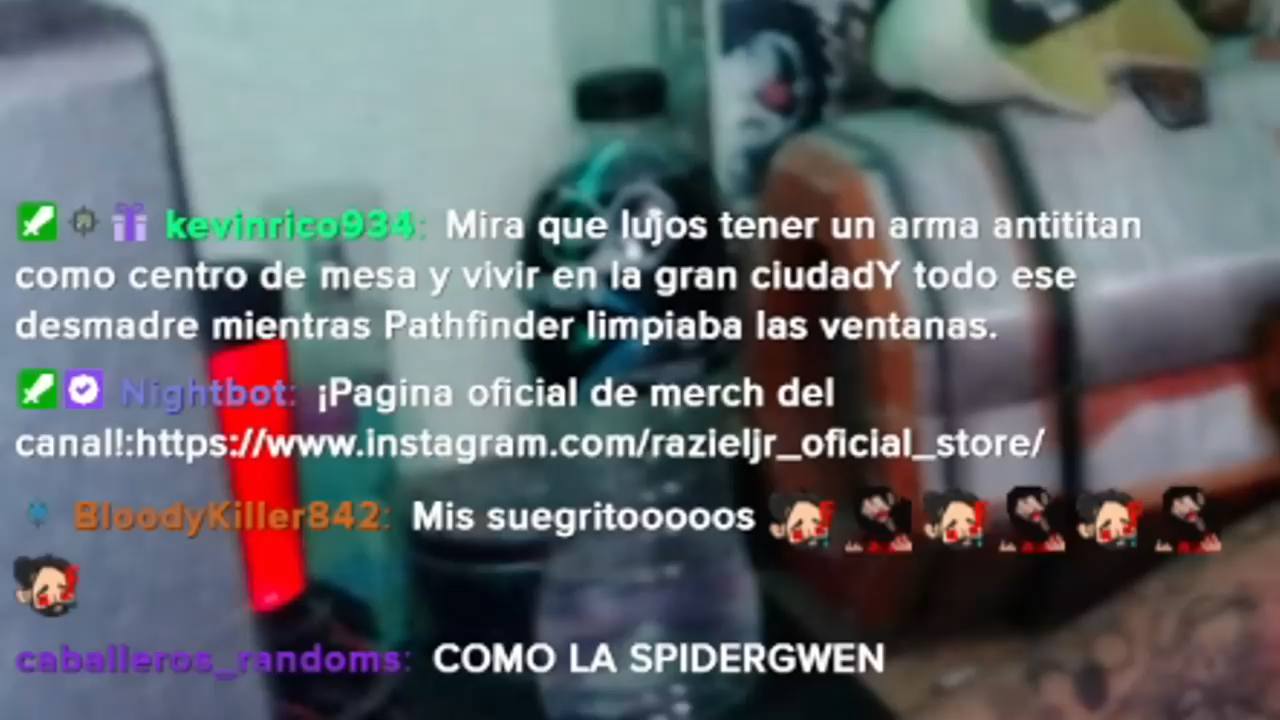 kevinrico934: Mira que lujos tener un arma antititan
como centro de mesa y vivir en la gran ciudadY todo ese
desmadre mientras Pathfinder limpiaba las ventanas.
Nightbot: ¡Pagina oficial de merch del
canal!:https://www.instagram.com/razieljr_oficial_store/
BloodyKiller842: Mis suegritooooos
caballeros_randoms: COMO LA SPIDERGWEN